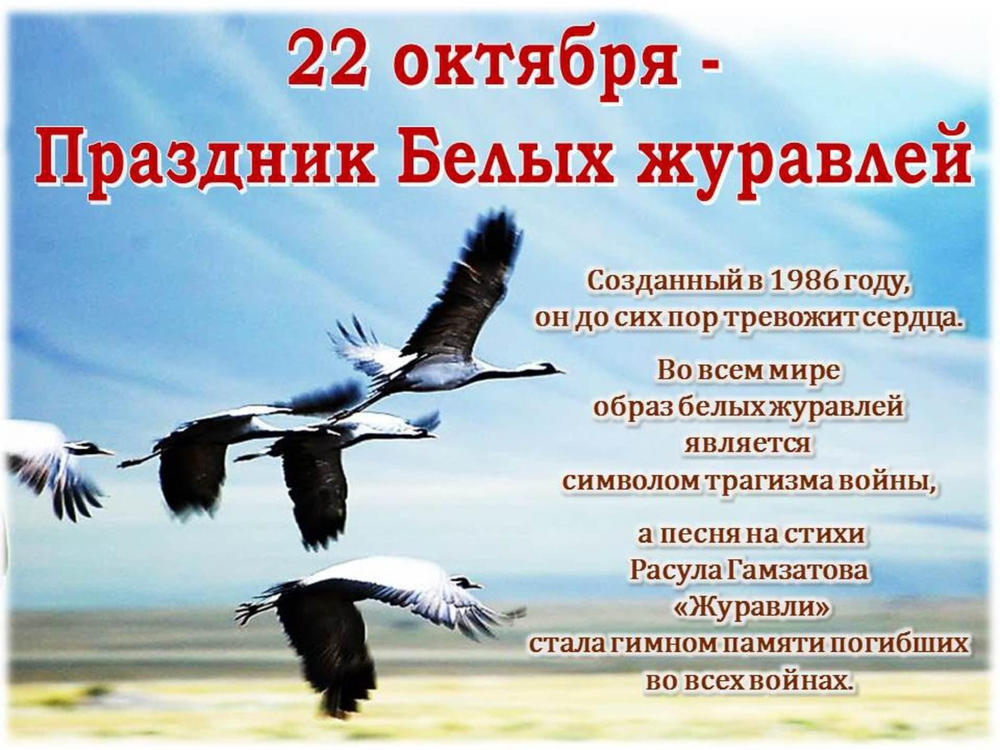 22 октября -
Праздник Белых журавлей
Созданный в 1986 году,
он до сих пор тревожит сердца.
Во всем мире
образ белых журавлей
является
символом трагизма войны,
а песня на стихи
Расула Гамзатова
«Журавли»
стала гимном памяти погибших
во всех войнах.